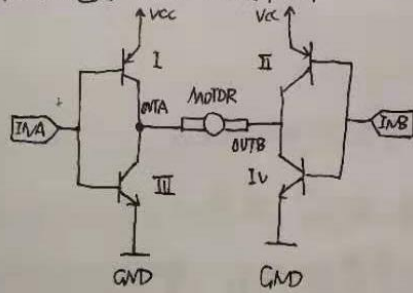 VCC
VCC
I
II
MOTOR
OUTA
INA
INB
OUTB
III
IV
GND
GND